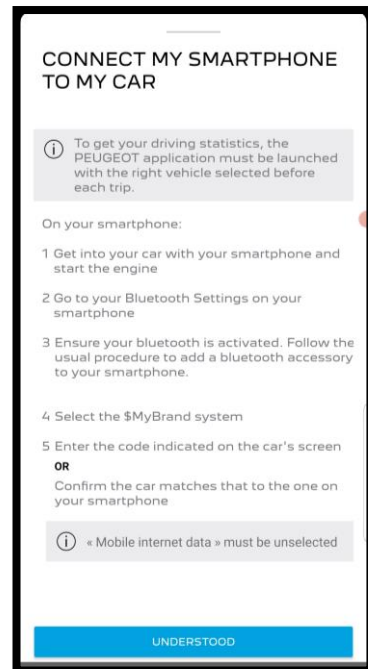 CONNECT MY SMARTPHONE
TO MY CAR
To get your driving statistics, the
PEUGEOT application must be launched
with the right vehicle selected before
each trip.
On your smartphone:
1 Get into your car with your smartphone and
start the engine
2 Go to your Bluetooth Settings on your
smartphone
3 Ensure your bluetooth is activated. Follow the
usual procedure to add a bluetooth accessory
to your smartphone.
4 Select the $MyBrand system
5 Enter the code indicated on the car's screen
OR
Confirm the car matches that to the one on
your smartphone
« Mobile internet data » must be unselected
UNDERSTOOD